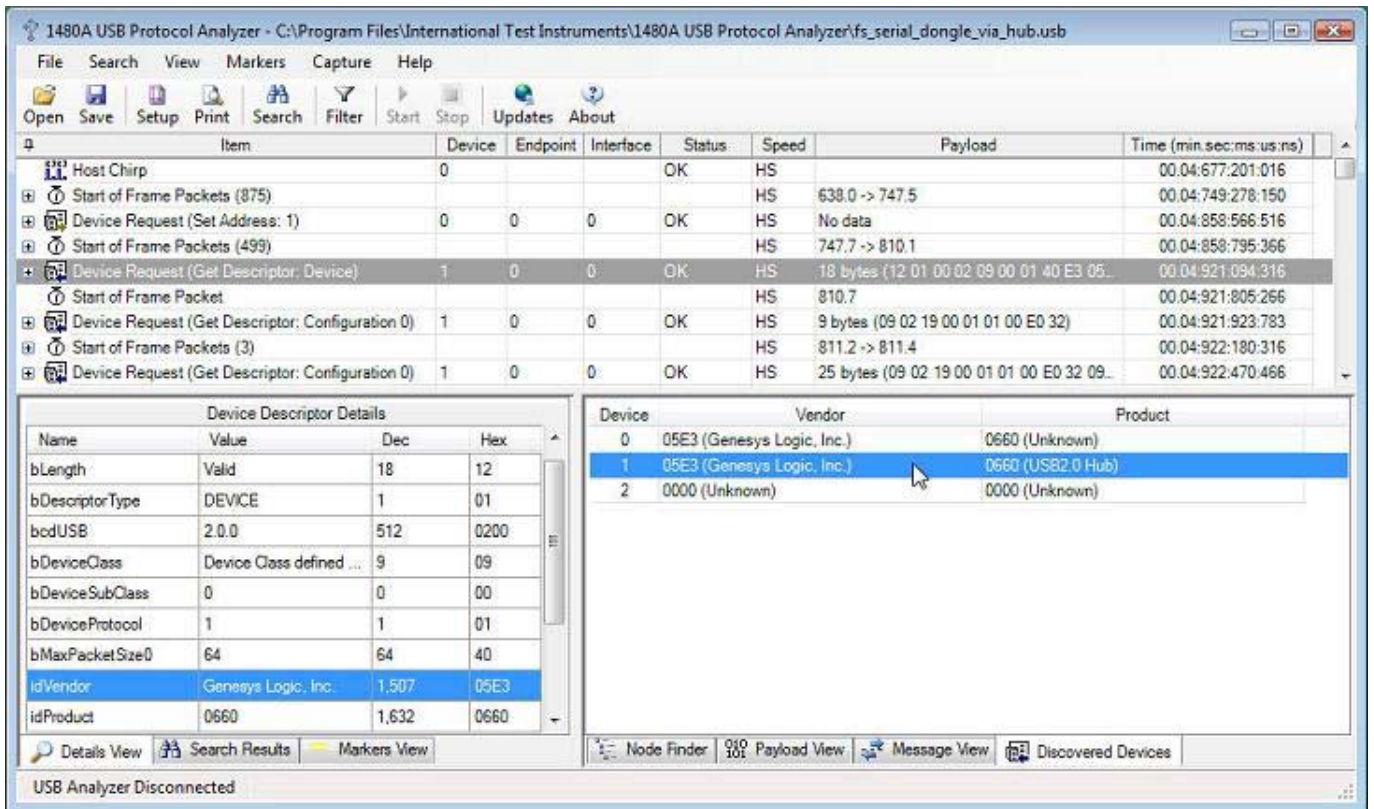 1480A USB Protocol Analyzer - C:\Program Files\International Test Instruments\1480A USB Protocol Analyzer\fs_serial_dongle_via_hub.usb
File Search View Markers Capture Help
Open Save Setup Print Search Filter Start Stop Updates About
Item Device Endpoint Interface Status Speed Payload Time (min.sec:ms:us:ns)
Host Chirp 0 OK HS 00.04:677:201:016
Start of Frame Packets (875) HS 638.0 -> 747.5 00.04:749:278:150
Device Request (Set Address: 1) 0 0 0 OK HS No data 00.04:858:566:516
Start of Frame Packets (499) HS 747.7 -> 810.1 00.04:858:795:366
Device Request (Get Descriptor: Device) 1 0 0 OK HS 18 bytes (12 01 00 02 09 00 01 40 E3 05... 00.04:921:094:316
Start of Frame Packet HS 810.7 00.04:921:805:266
Device Request (Get Descriptor: Configuration 0) 1 0 0 OK HS 9 bytes (09 02 19 00 01 01 00 E0 32) 00.04:921:923:783
Start of Frame Packets (3) HS 811.2 -> 811.4 00.04:922:180:316
Device Request (Get Descriptor: Configuration 0) 1 0 0 OK HS 25 bytes (09 02 19 00 01 01 00 E0 32 09... 00.04:922:470:466
Device Descriptor Details
Name Value Dec Hex
bLength Valid 18 12
bDescriptorType DEVICE 1 01
bcdUSB 2.0.0 512 0200
bDeviceClass Device Class defined ... 9 09
bDeviceSubClass 0 0 00
bDeviceProtocol 1 1 01
bMaxPacketSize0 64 64 40
idVendor Genesys Logic, Inc. 1,507 05E3
idProduct 0660 1,632 0660
Details View Search Results Markers View
Device Vendor Product
0 05E3 (Genesys Logic, Inc.) 0660 (Unknown)
1 05E3 (Genesys Logic, Inc.) 0660 (USB2.0 Hub)
2 0000 (Unknown) 0000 (Unknown)
Node Finder Payload View Message View Discovered Devices
USB Analyzer Disconnected